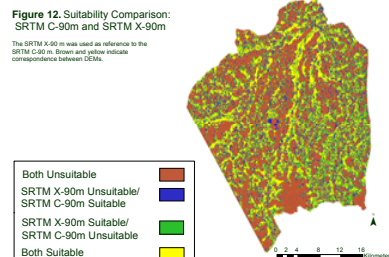 Figure 12. Suitability Comparison:
SRTM C-90m and SRTM X-90m
The SRTM X-90 m was used as reference to the
SRTM C-90 m. Brown and yellow indicate
correspondence between DEMs.
Both Unsuitable
SRTM X-90m Unsuitable/
SRTM C-90m Suitable
SRTM X-90m Suitable/
SRTM C-90m Unsuitable
Both Suitable
0 2 4 8 12 16
Kilomete